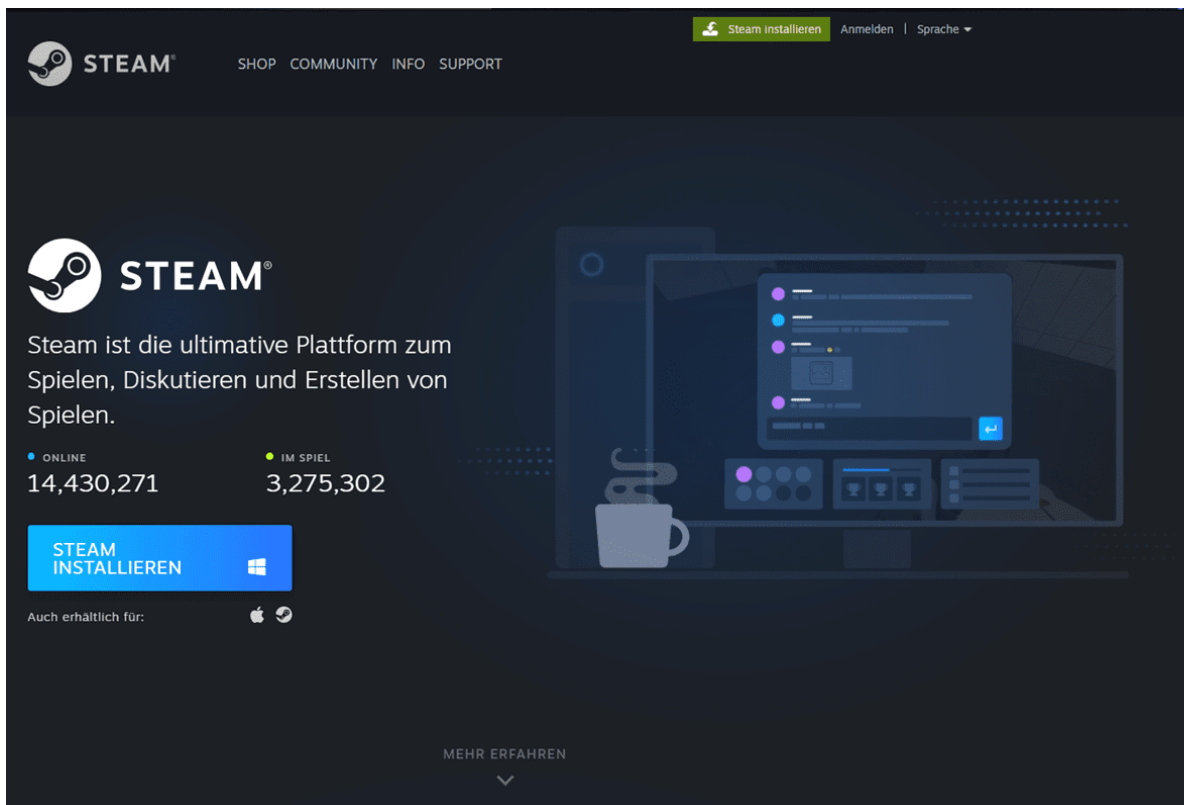 Steam installieren Anmelden | Sprache
STEAM®
SHOP COMMUNITY INFO SUPPORT
STEAM®
Steam ist die ultimative Plattform zum
Spielen, Diskutieren und Erstellen von
Spielen.
ONLINE
14,430,271
IM SPIEL
3,275,302
STEAM
INSTALLIEREN
Auch erhältlich für:
MEHR ERFAHREN